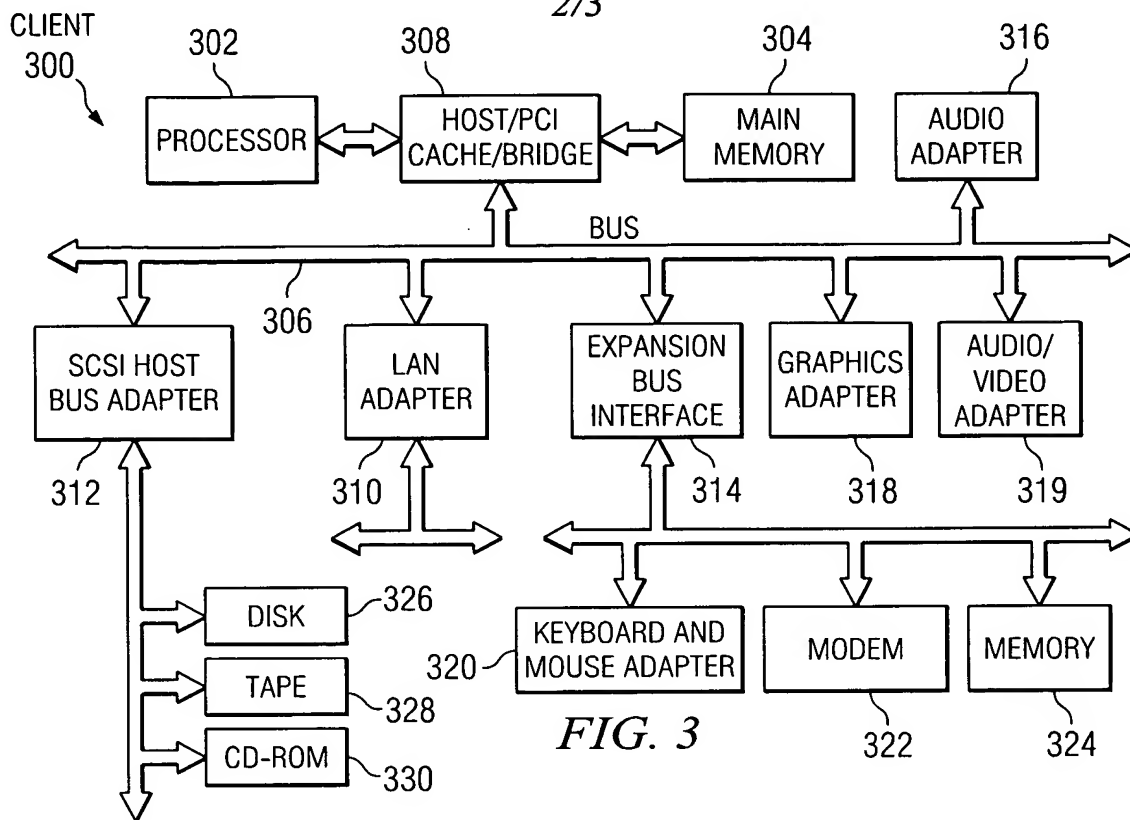 2/3
CLIENT
300
302
308
304
316
PROCESSOR
HOST/PCI
CACHE/BRIDGE
MAIN
MEMORY
AUDIO
ADAPTER
BUS
306
SCSI HOST
BUS ADAPTER
LAN
ADAPTER
EXPANSION
BUS
INTERFACE
GRAPHICS
ADAPTER
AUDIO/
VIDEO
ADAPTER
312
310
314
318
319
DISK
326
TAPE
328
CD-ROM
330
320
KEYBOARD AND
MOUSE ADAPTER
MODEM
MEMORY
322
324
FIG. 3